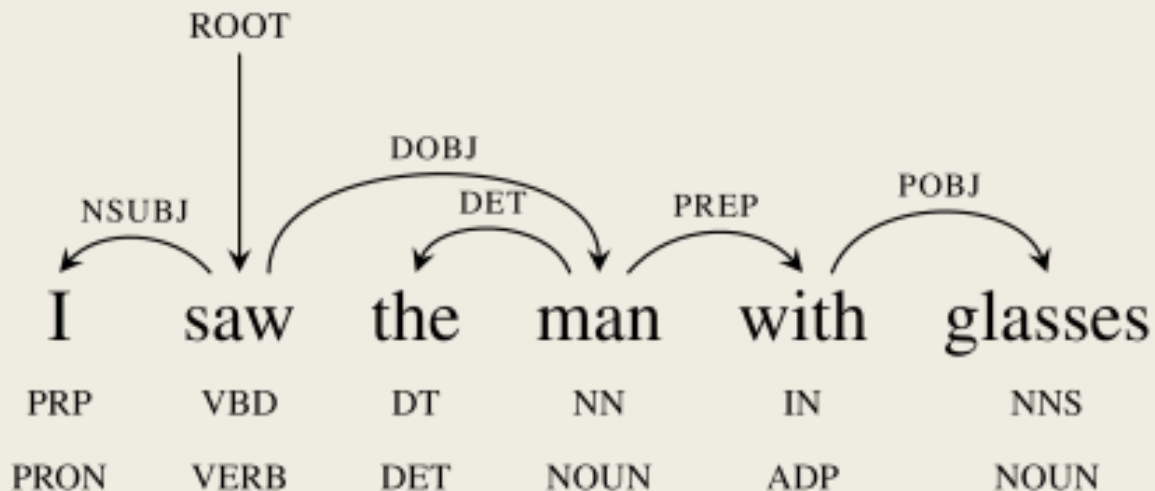 ROOT
DOBJ
POBJ
NSUBJ DET PREP
I saw the man with glasses
PRP VBD DT NN IN NNS
PRON VERB DET NOUN ADP NOUN